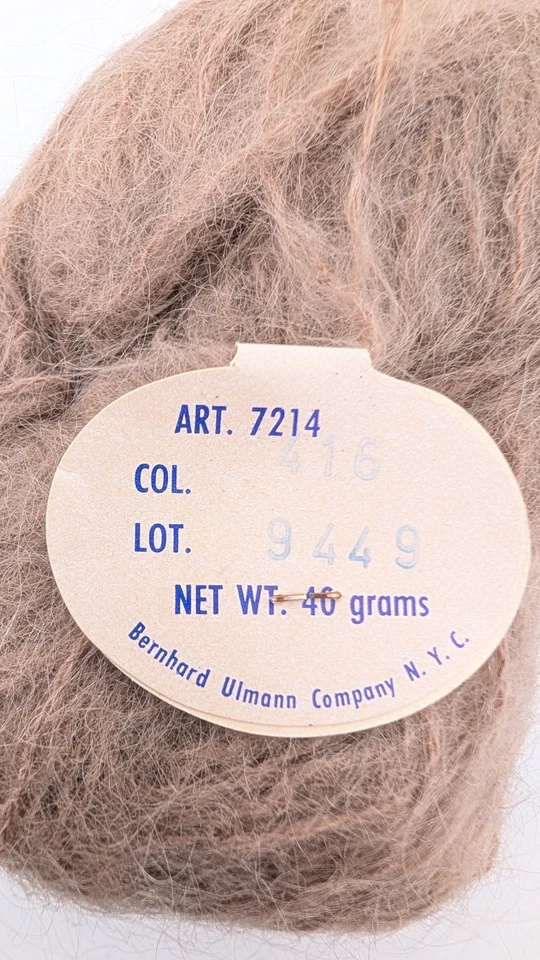 ART. 7214
416
COL.
LOT. 9449
NET WT. 40 grams
Bernhard Ulmann Company N. Y. C.